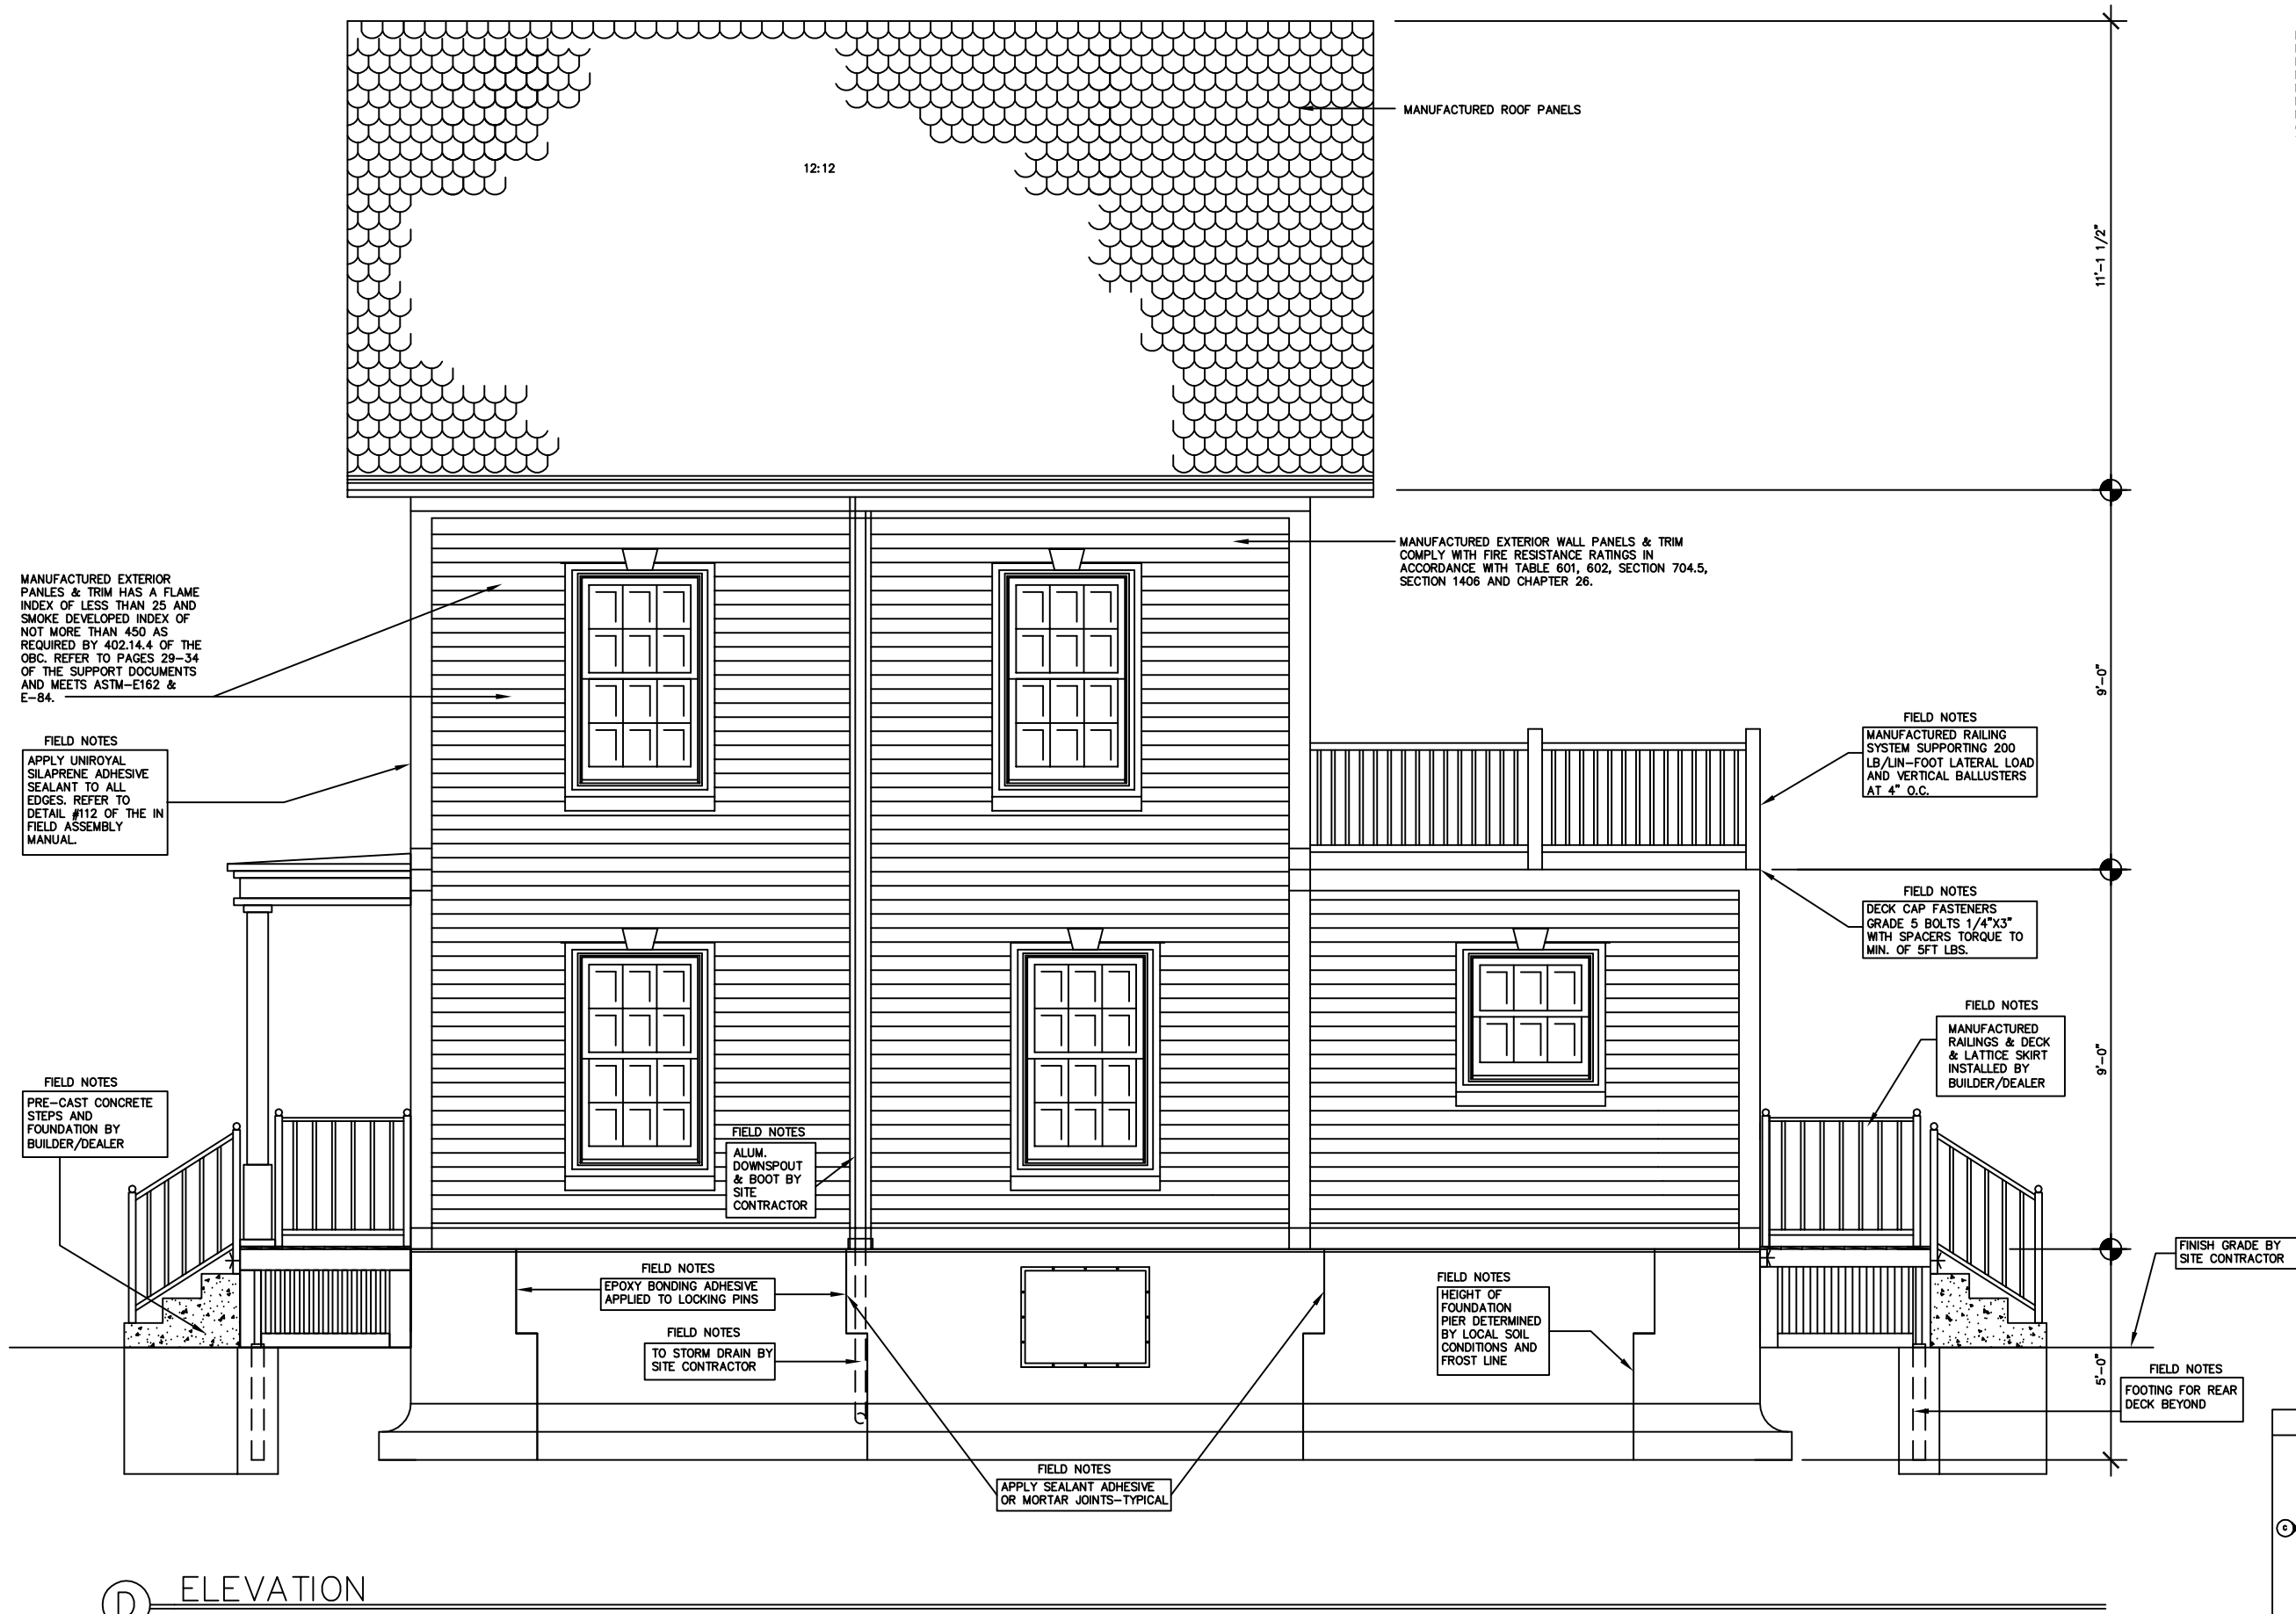 MANUFACTURED ROOF PANELS
12:12
11'-1 1/2"
MANUFACTURED EXTERIOR WALL PANELS & TRIM
COMPLY WITH FIRE RESISTANCE RATINGS IN
ACCORDANCE WITH TABLE 601, 602, SECTION 704.5,
SECTION 1406 AND CHAPTER 26.
MANUFACTURED EXTERIOR
PANLES & TRIM HAS A FLAME
INDEX OF LESS THAN 25 AND
SMOKE DEVELOPED INDEX OF
NOT MORE THAN 450 AS
REQUIRED BY 402.14.4 OF THE
OBC. REFER TO PAGES 29-34
OF THE SUPPORT DOCUMENTS
AND MEETS ASTM-E162 &
E-84.
9'-0"
FIELD NOTES
APPLY UNIROYAL
SILAPRENE ADHESIVE
SEALANT TO ALL
EDGES. REFER TO
DETAIL #112 OF THE IN
FIELD ASSEMBLY
MANUAL.
FIELD NOTES
MANUFACTURED RAILING
SYSTEM SUPPORTING 200
LB/LIN-FOOT LATERAL LOAD
AND VERTICAL BALLUSTERS
AT 4" O.C.
FIELD NOTES
DECK CAP FASTENERS
GRADE 5 BOLTS 1/4"X3"
WITH SPACERS TORQUE TO
MIN. OF 5FT LBS.
FIELD NOTES
MANUFACTURED
RAILINGS & DECK
& LATTICE SKIRT
INSTALLED BY
BUILDER/DEALER
9'-0"
FIELD NOTES
PRE-CAST CONCRETE
STEPS AND
FOUNDATION BY
BUILDER/DEALER
FIELD NOTES
ALUM.
DOWNSPOUT
& BOOT BY
SITE
CONTRACTOR
FINISH GRADE BY
SITE CONTRACTOR
FIELD NOTES
EPOXY BONDING ADHESIVE
APPLIED TO LOCKING PINS
FIELD NOTES
HEIGHT OF
FOUNDATION
PIER DETERMINED
BY LOCAL SOIL
CONDITIONS AND
FROST LINE
FIELD NOTES
TO STORM DRAIN BY
SITE CONTRACTOR
5'-0"
FIELD NOTES
FOOTING FOR REAR
DECK BEYOND
FIELD NOTES
APPLY SEALANT ADHESIVE
OR MORTAR JOINTS-TYPICAL
©
D ELEVATION